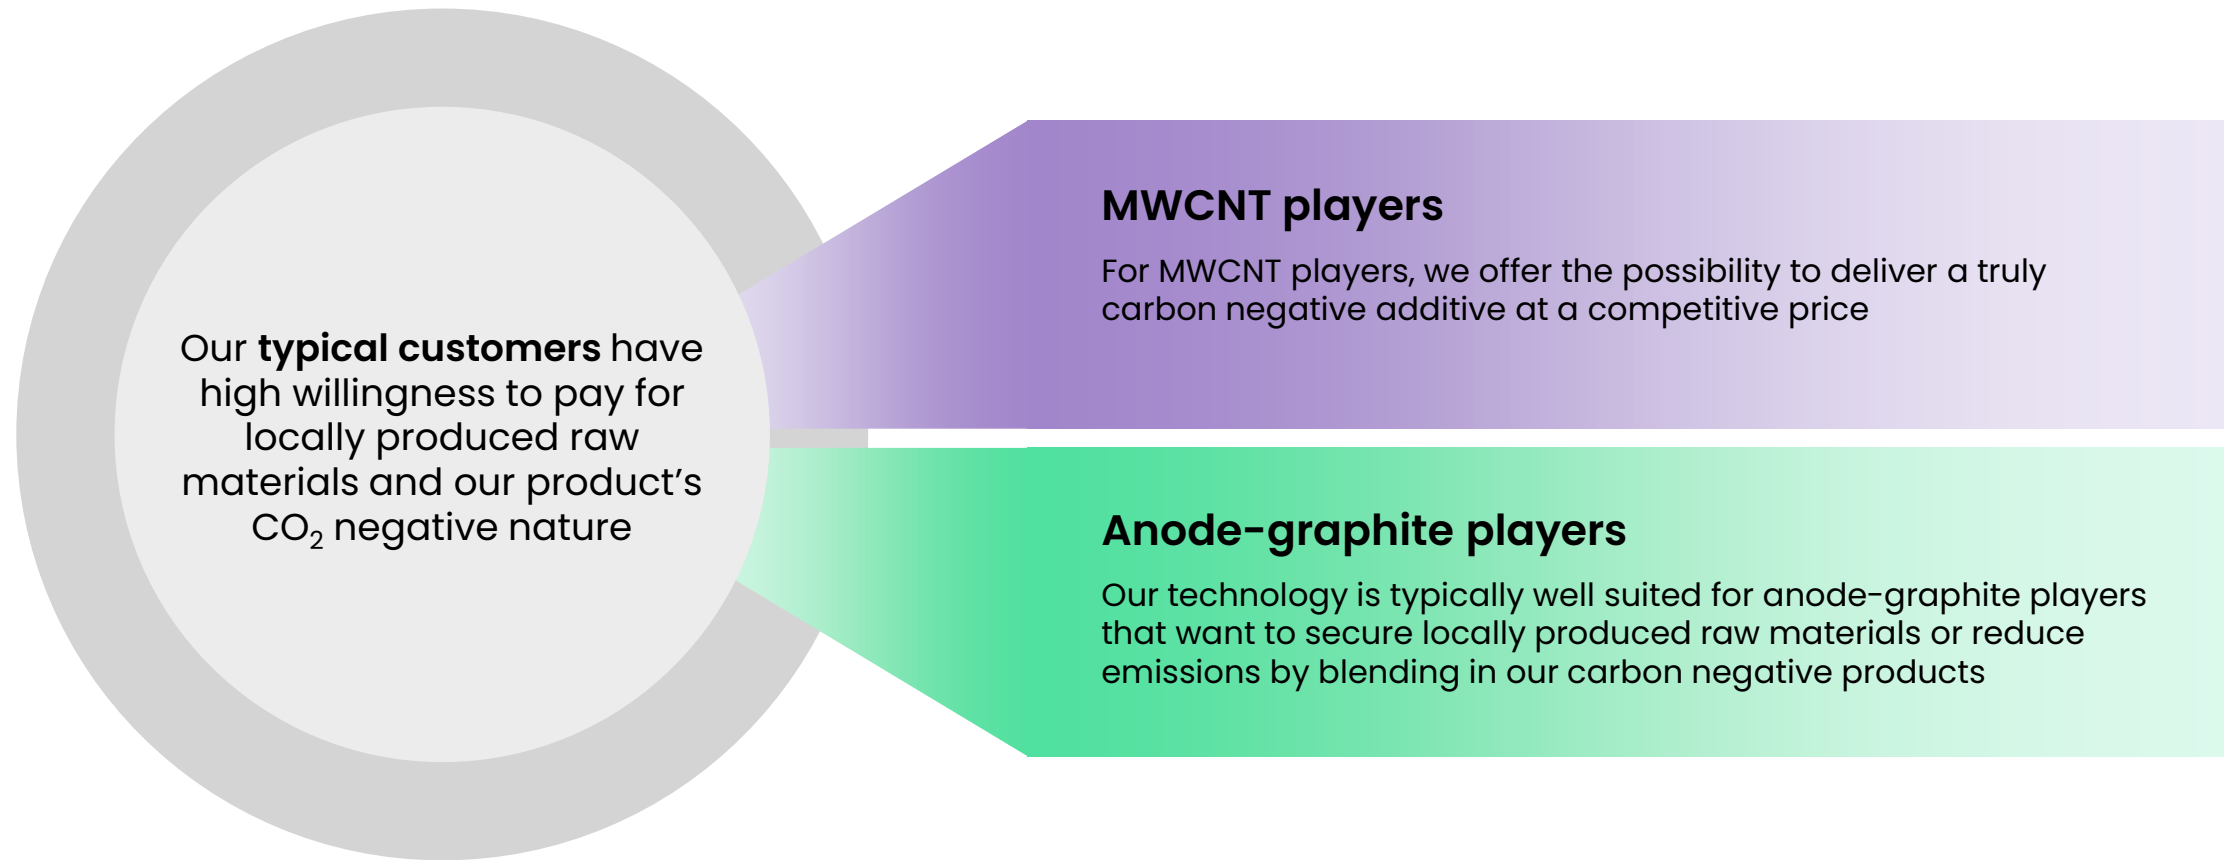 Our typical customers have
high willingness to pay for
locally produced raw
materials and our product’s
CO₂ negative nature
MWCNT players
For MWCNT players, we offer the possibility to deliver a truly
carbon negative additive at a competitive price
Anode-graphite players
Our technology is typically well suited for anode-graphite players
that want to secure locally produced raw materials or reduce
emissions by blending in our carbon negative products